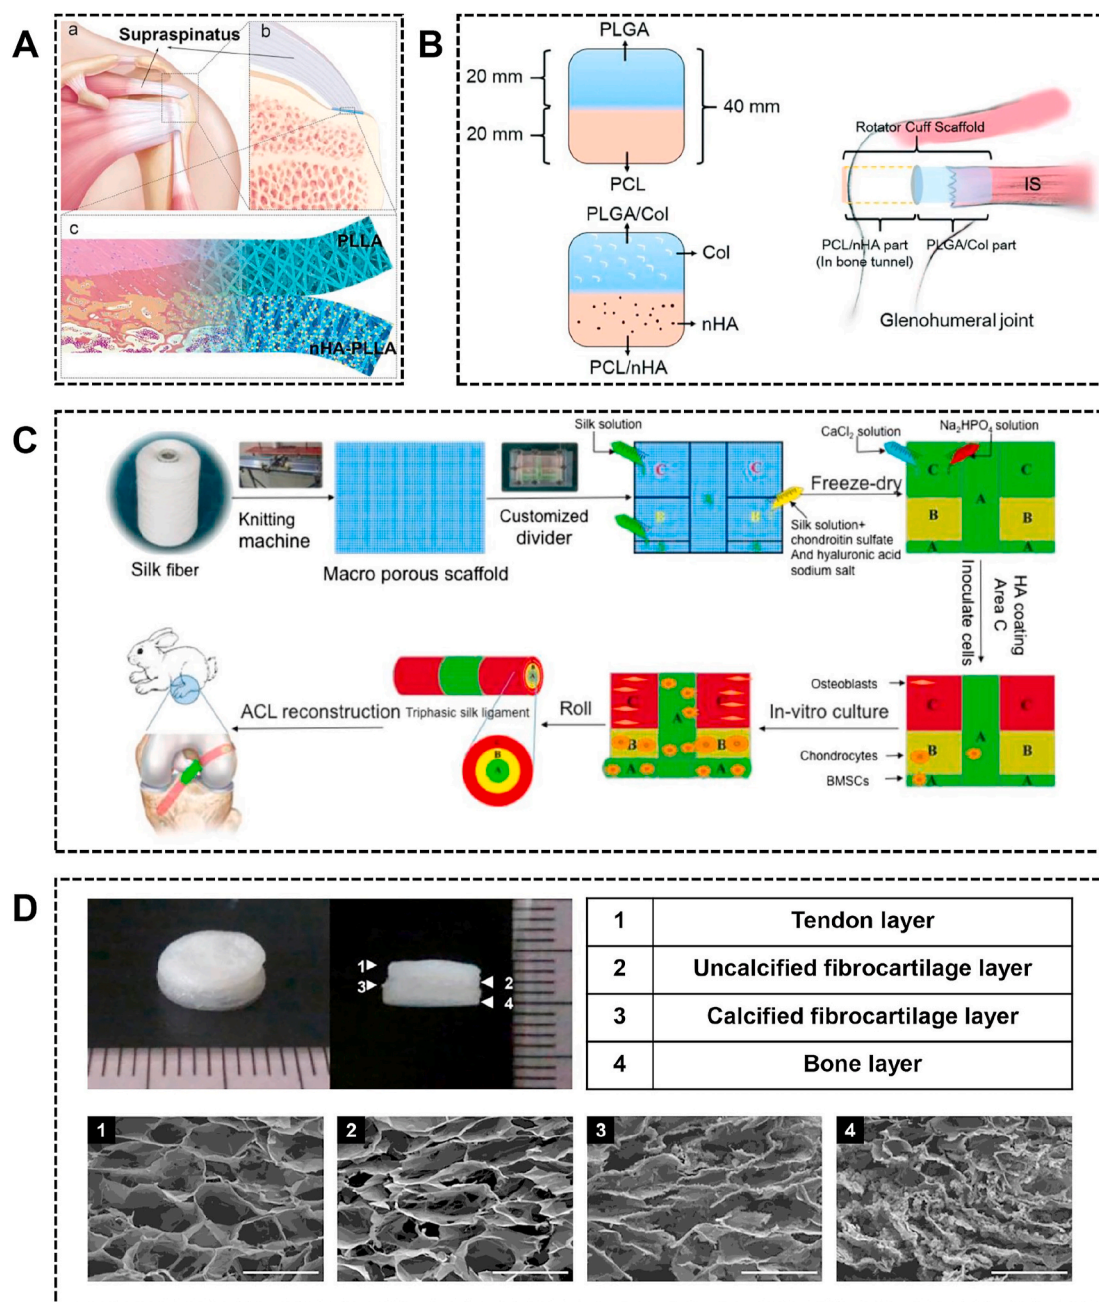 A
a
Supraspinatus
b
c
PLLA
nHA-PLLA
B
PLGA
20 mm
20 mm
40 mm
PCL
PLGA/Col
Col
nHA
PCL/nHA
Rotator Cuff Scaffold
IS
PCL/nHA part
(In bone tunnel)
PLGA/Col part
Glenohumeral joint
C
Silk fiber
Knitting
machine
Macro porous scaffold
Customized
divider
Silk solution
C
C
B
Silk solution+
chondroitin sulfate
And hyaluronic acid
sodium salt
Freeze-dry
CaCl₂ solution
Na₂HPO₄ solution
C
C
A
B
B
A
A
HA coating
Area C
Inoculate cells
Osteoblasts
Chondrocytes
BMSCs
C
C
A
B
B
A
A
In-vitro culture
C
C
A
B
B
A
A
Roll
B
A
Triphasic silk ligament
B
A
ACL reconstruction
D
1
3
2
4
1 Tendon layer
2 Uncalcified fibrocartilage layer
3 Calcified fibrocartilage layer
4 Bone layer
1
2
3
4